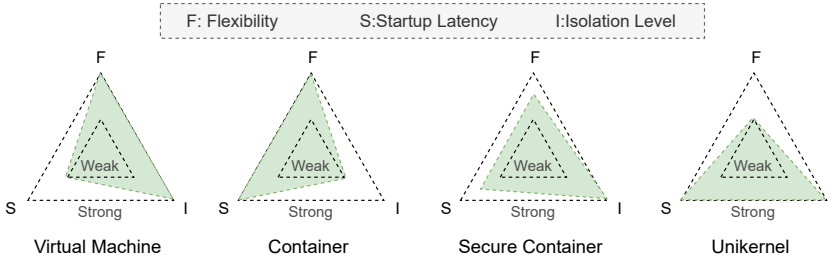 F: Flexibility S:Startup Latency I:Isolation Level
F F F F
Weak Weak Weak Weak
S I S I S I S
Strong Strong Strong Strong
Virtual Machine Container Secure Container Unikernel